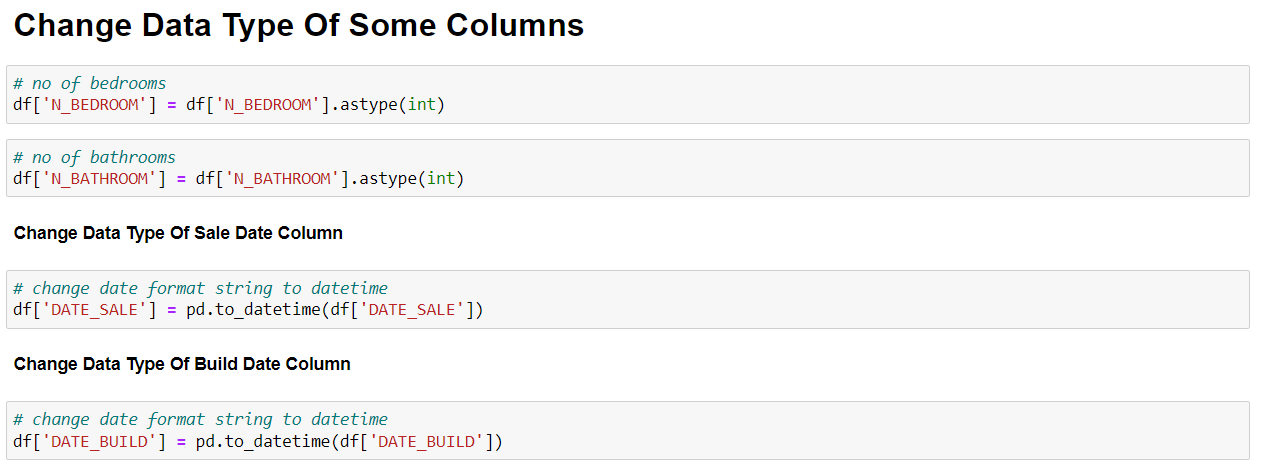 Change Data Type Of Some Columns
# no of bedrooms
df['N_BEDROOM'] = df['N_BEDROOM'].astype(int)
# no of bathrooms
df['N_BATHROOM'] = df['N_BATHROOM'].astype(int)
Change Data Type Of Sale Date Column
# change date format string to datetime
df['DATE_SALE'] = pd.to_datetime(df['DATE_SALE'])
Change Data Type Of Build Date Column
# change date format string to datetime
df['DATE_BUILD'] = pd.to_datetime(df['DATE_BUILD'])